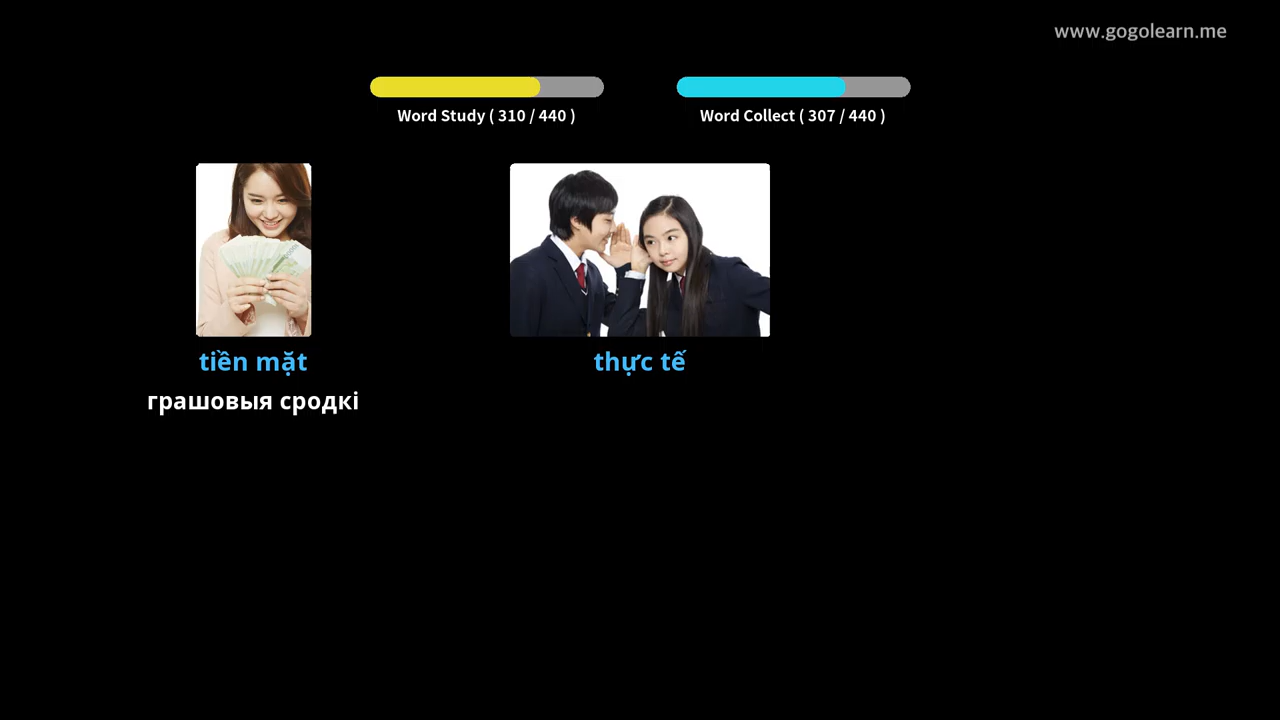 www.gogolearn.me
Word Study ( 310 / 440 )
Word Collect ( 307 / 440 )
tiền mặt
thực tế
грашовыя сродкі